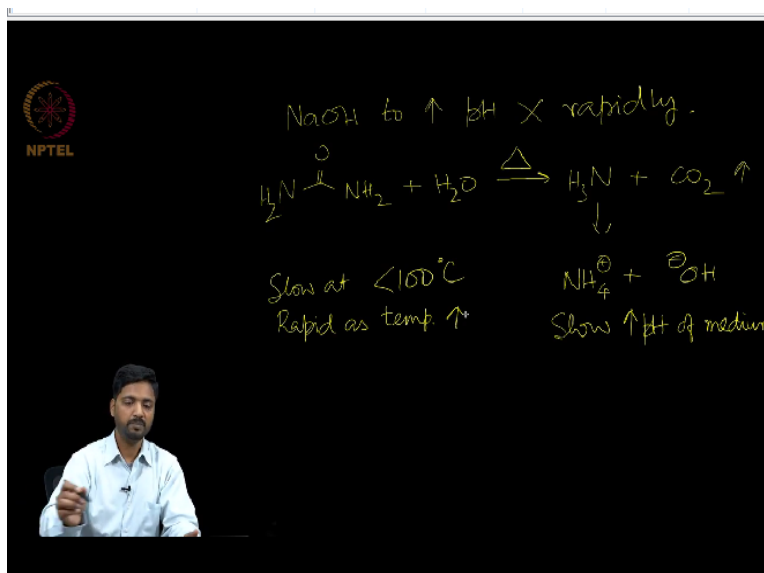 NPTEL
NaOH to ↑ pH X rapidly.
O
H2N NH2 + H2O △ → H3N + CO2 ↑
↓
Slow at <100°C NH4⊕ + ⊖OH
Rapid as temp. ↑ Slow ↑ pH of medium